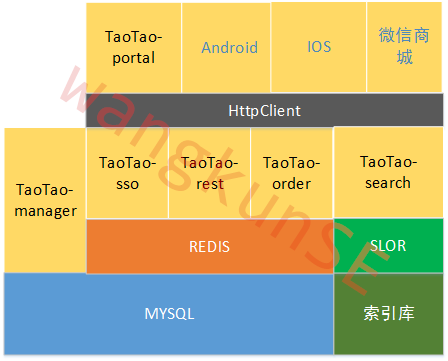 TaoTao-
portal
Android
IOS
微信商
城
HttpClient
TaoTao-
manager
TaoTao-
sso
TaoTao-
rest
TaoTao-
order
TaoTao-
search
REDIS
SLOR
MYSQL
索引库
wangkunSE